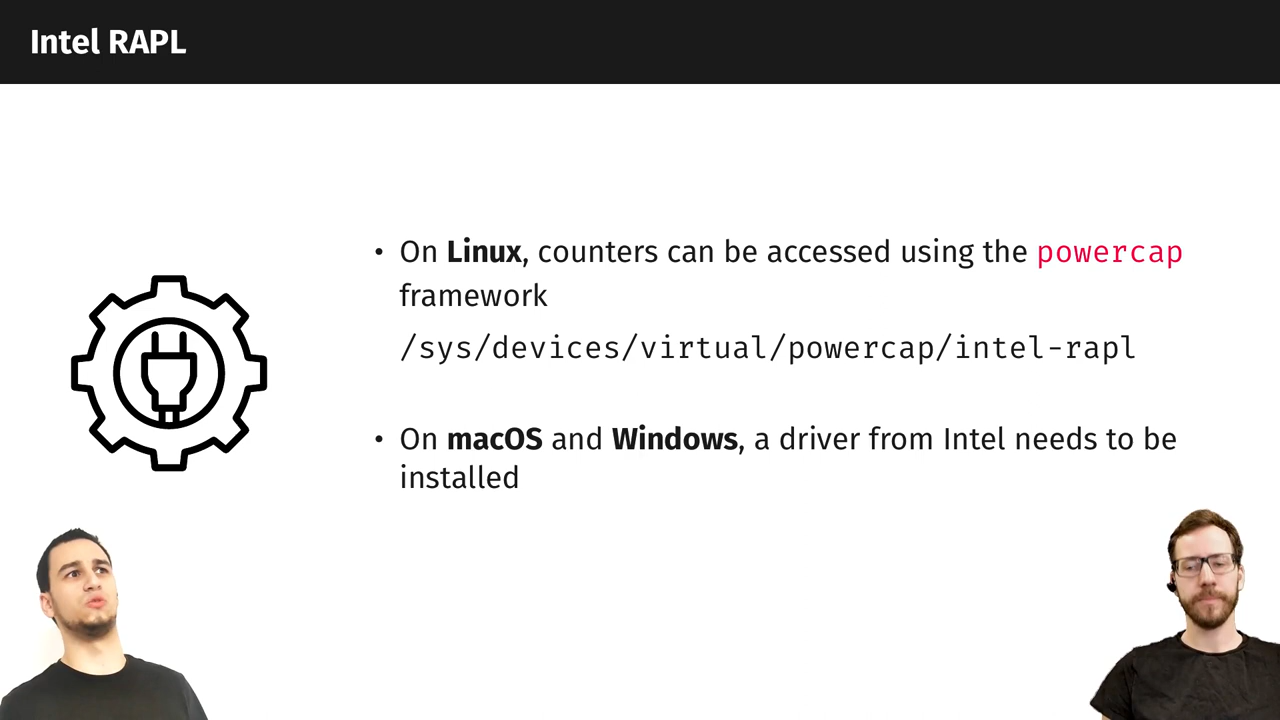 Intel RAPL
• On Linux, counters can be accessed using the powercap
framework
/sys/devices/virtual/powercap/intel-rapl
• On macOS and Windows, a driver from Intel needs to be
installed